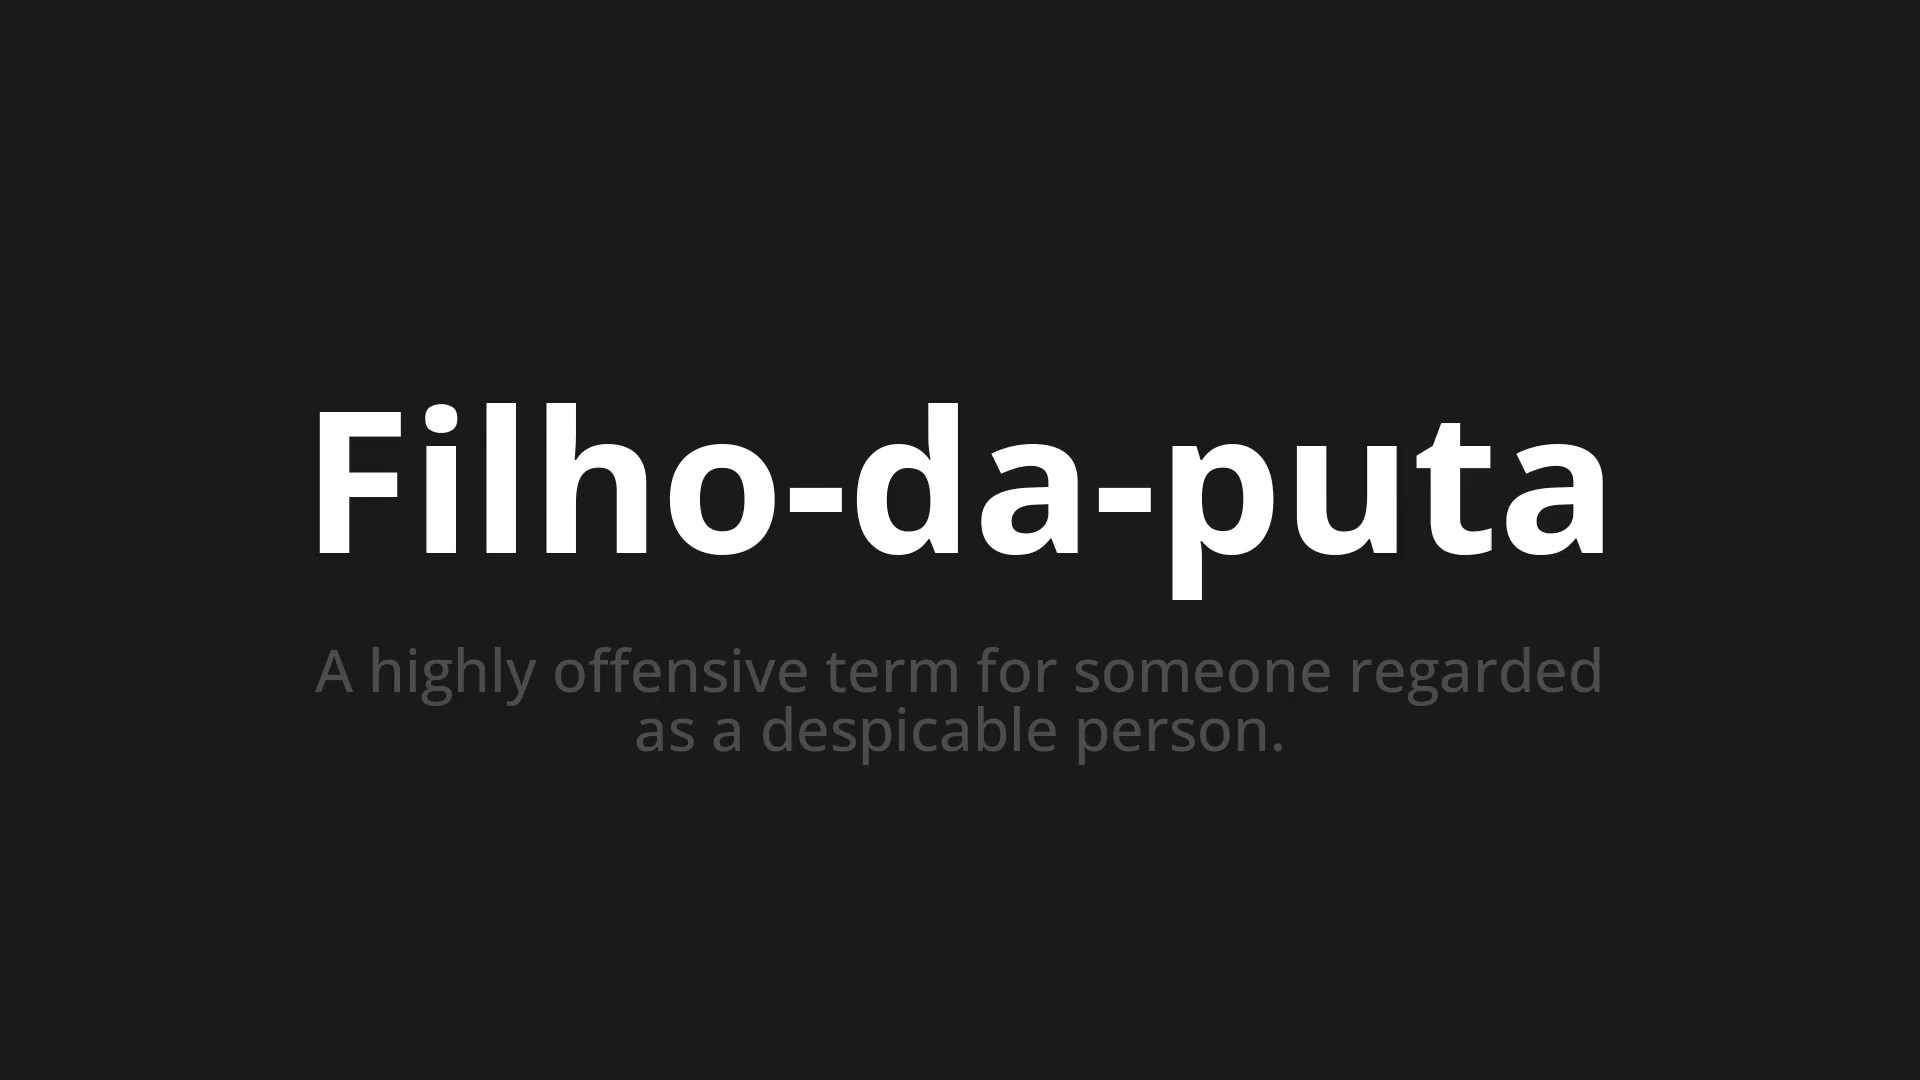 Filho-da-puta
A highly offensive term for someone regarded
as a despicable person.